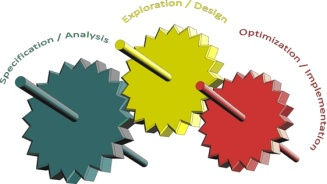 Specification / Analysis
Exploration / Design
Optimization / Implementation